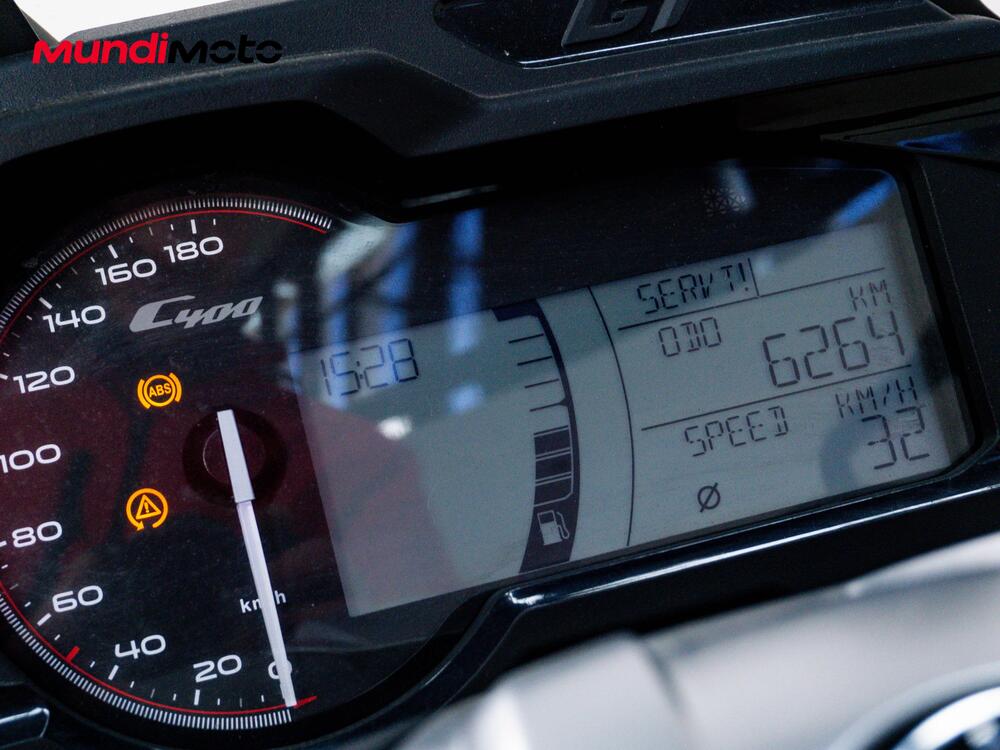 MUNDIMOTO
GT
180
160
140
120
100
80
60
40
20
0
C400
ABS
km/h
15:28
SERVT!
KM
ODO
6264
KM/H
SPEED
32
Ø